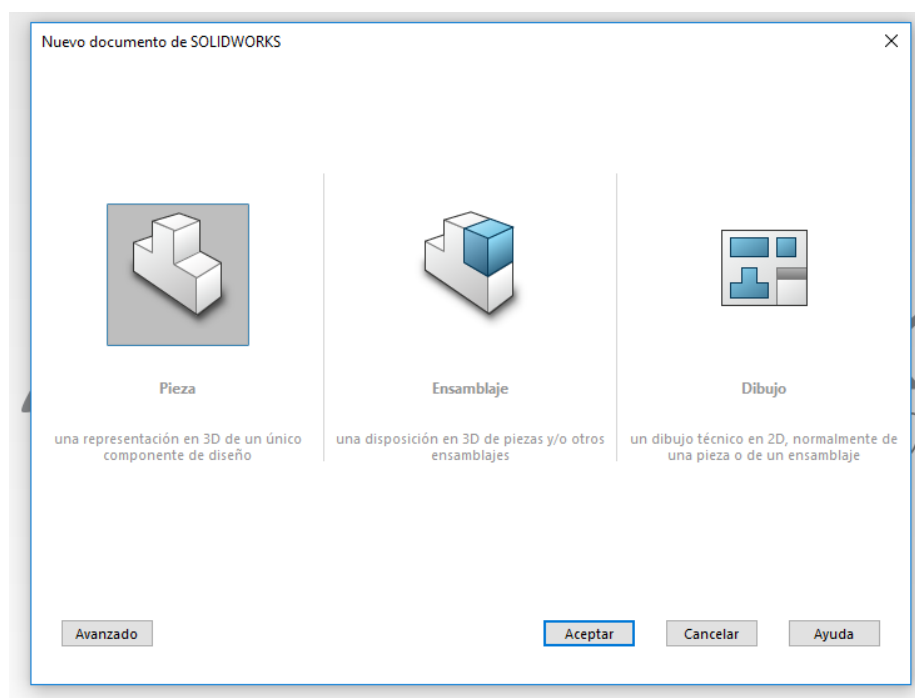 Nuevo documento de SOLIDWORKS
Pieza
una representación en 3D de un único
componente de diseño
Ensamblaje
una disposición en 3D de piezas y/o otros
ensamblajes
Dibujo
un dibujo técnico en 2D, normalmente de
una pieza o de un ensamblaje
Avanzado
Aceptar
Cancelar
Ayuda